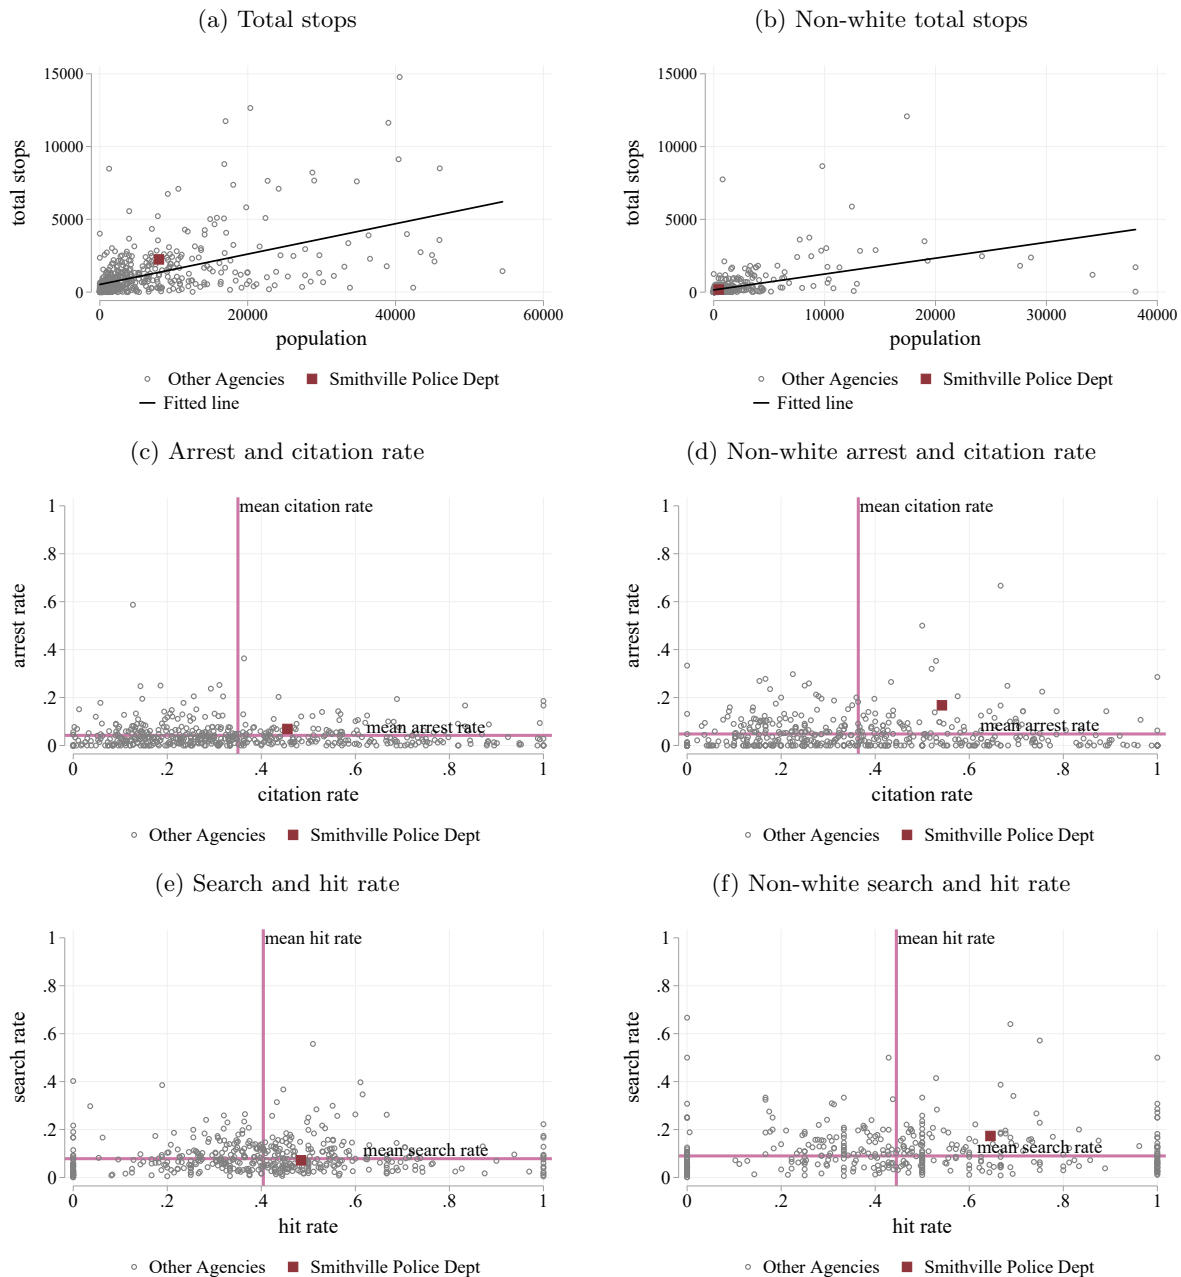 (a) Total stops
15000
10000
5000
0
total stops
0 20000 40000 60000
population
Other Agencies Smithville Police Dept
Fitted line
(b) Non-white total stops
15000
10000
5000
0
total stops
0 10000 20000 30000 40000
population
Other Agencies Smithville Police Dept
Fitted line
(c) Arrest and citation rate
mean citation rate
1
.8
.6
.4
.2
0
arrest rate
mean arrest rate
0 .2 .4 .6 .8 1
citation rate
Other Agencies Smithville Police Dept
(d) Non-white arrest and citation rate
mean citation rate
1
.8
.6
.4
.2
0
arrest rate
mean arrest rate
0 .2 .4 .6 .8 1
citation rate
Other Agencies Smithville Police Dept
(e) Search and hit rate
mean hit rate
1
.8
.6
.4
.2
0
search rate
mean search rate
0 .2 .4 .6 .8 1
hit rate
Other Agencies Smithville Police Dept
(f) Non-white search and hit rate
mean hit rate
1
.8
.6
.4
.2
0
search rate
mean search rate
0 .2 .4 .6 .8 1
hit rate
Other Agencies Smithville Police Dept